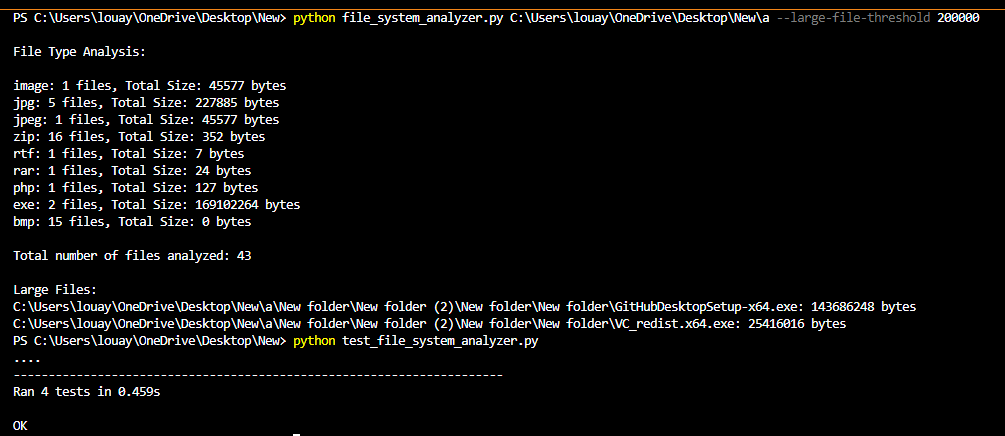 PS C:\Users\louay\OneDrive\Desktop\New> python file_system_analyzer.py C:\Users\louay\OneDrive\Desktop\New\a --large-file-threshold 200000
File Type Analysis:
image: 1 files, Total Size: 45577 bytes
jpg: 5 files, Total Size: 227885 bytes
jpeg: 1 files, Total Size: 45577 bytes
zip: 16 files, Total Size: 352 bytes
rtf: 1 files, Total Size: 7 bytes
rar: 1 files, Total Size: 24 bytes
php: 1 files, Total Size: 127 bytes
exe: 2 files, Total Size: 169102264 bytes
bmp: 15 files, Total Size: 0 bytes
Total number of files analyzed: 43
Large Files:
C:\Users\louay\OneDrive\Desktop\New\a\New folder\New folder (2)\New folder\New folder\GitHubDesktopSetup-x64.exe: 143686248 bytes
C:\Users\louay\OneDrive\Desktop\New\a\New folder\New folder (2)\New folder\New folder\VC_redist.x64.exe: 25416016 bytes
PS C:\Users\louay\OneDrive\Desktop\New> python test_file_system_analyzer.py
....
----------------------------------------------------------------------
Ran 4 tests in 0.459s
OK